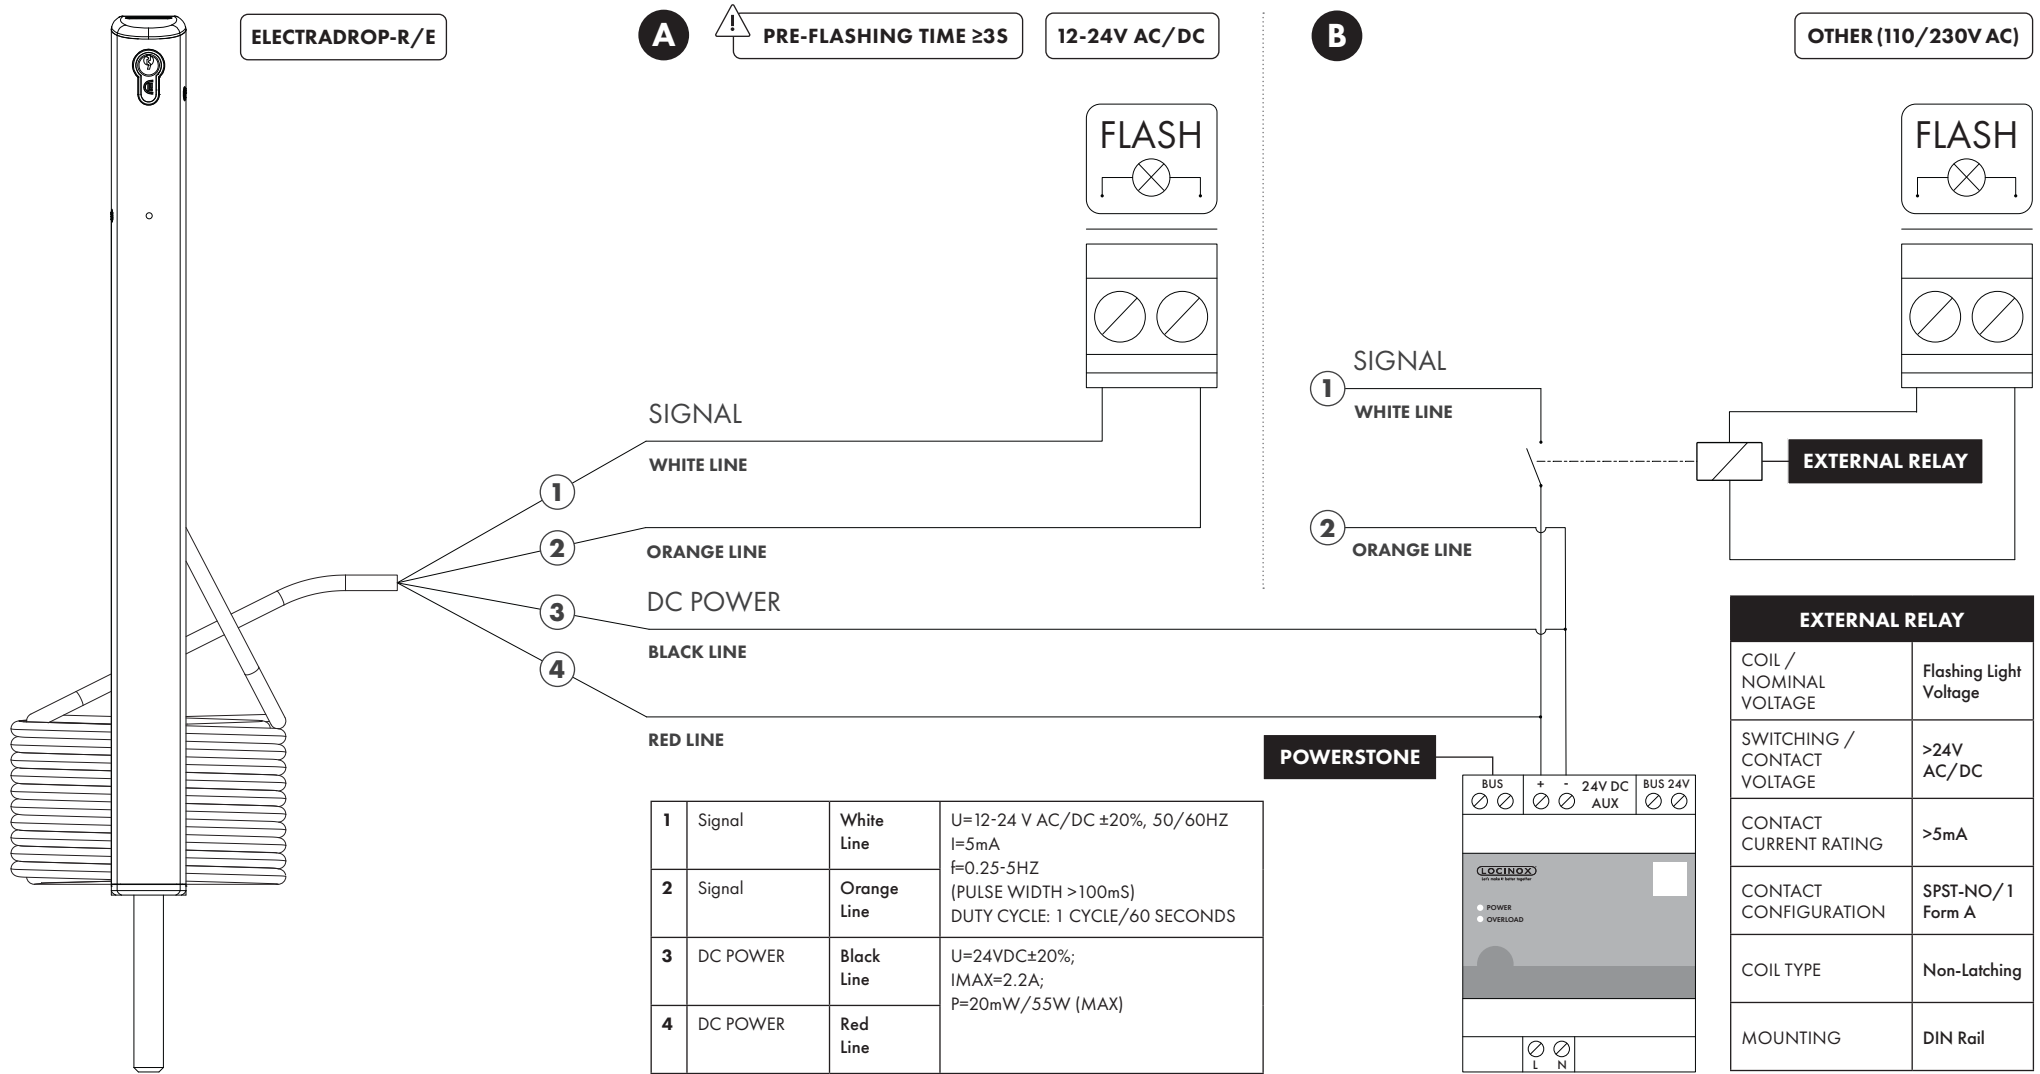 ELECTRADROP-R/E
A
PRE-FLASHING TIME ≥3S
12-24V AC/DC
B
OTHER (110/230V AC)
FLASH
FLASH
SIGNAL
WHITE LINE
1
2
ORANGE LINE
DC POWER
3
BLACK LINE
4
RED LINE
SIGNAL
1
WHITE LINE
EXTERNAL RELAY
2
ORANGE LINE
POWERSTONE
BUS
+ -
24V DC
AUX
BUS 24V
LOCINOX
Let's make it better together
POWER
OVERLOAD
L N
1 Signal White
Line
2 Signal Orange
Line
U=12-24 V AC/DC ±20%, 50/60HZ
I=5mA
f=0.25-5HZ
(PULSE WIDTH >100mS)
DUTY CYCLE: 1 CYCLE/60 SECONDS
3 DC POWER Black
Line
4 DC POWER Red
Line
U=24VDC±20%;
IMAX=2.2A;
P=20mW/55W (MAX)
EXTERNAL RELAY
COIL /
NOMINAL
VOLTAGE
Flashing Light
Voltage
SWITCHING /
CONTACT
VOLTAGE
>24V
AC/DC
CONTACT
CURRENT RATING
>5mA
CONTACT
CONFIGURATION
SPST-NO/1
Form A
COIL TYPE
Non-Latching
MOUNTING
DIN Rail